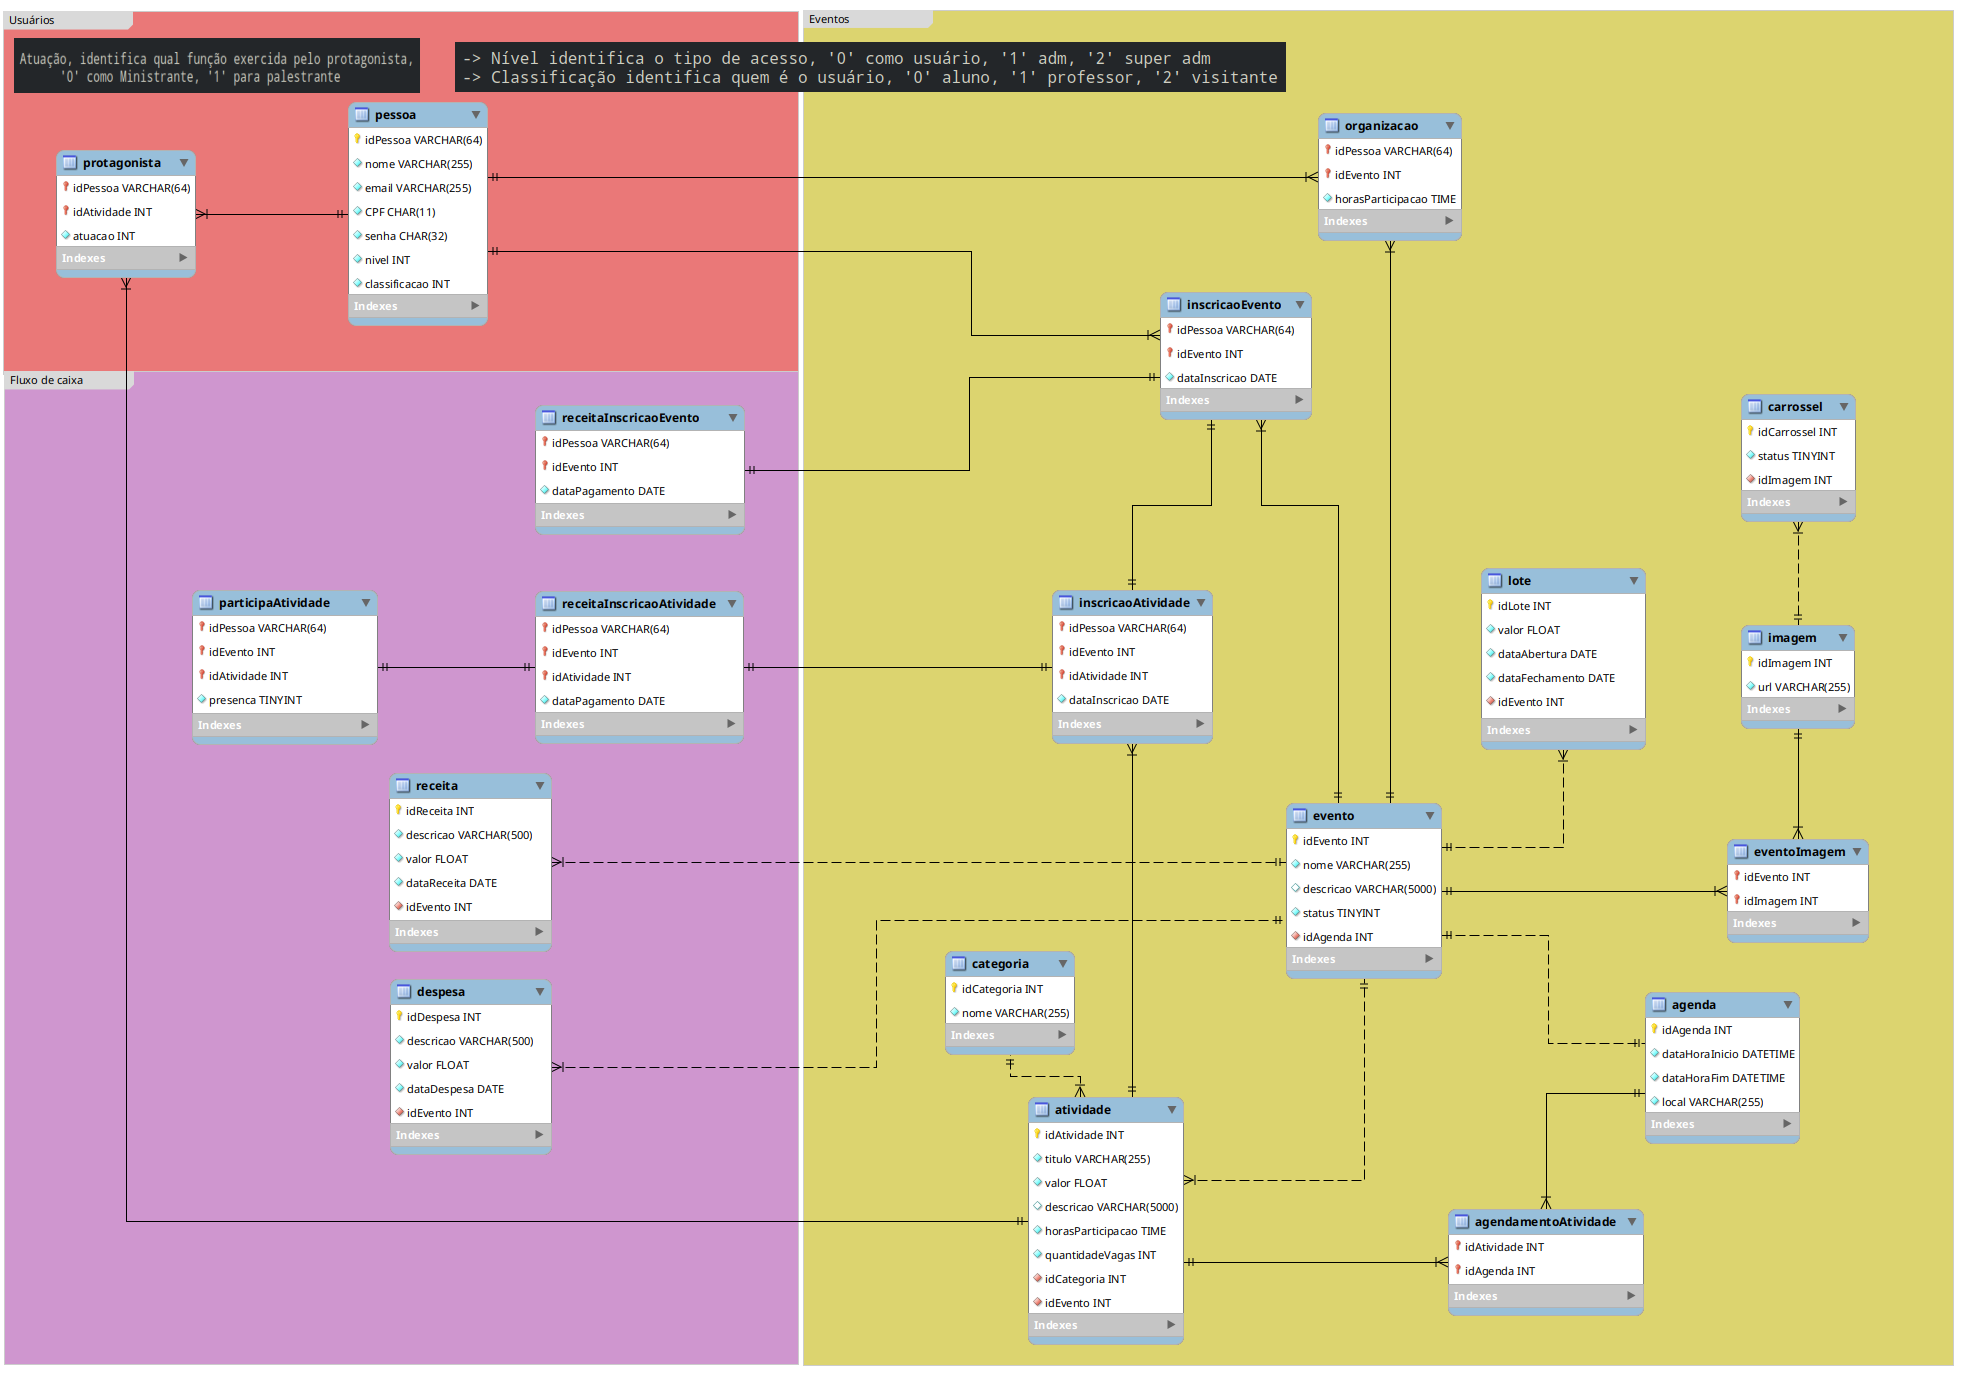 Usuários
Atuação, identifica qual função exercida pelo protagonista,
'0' como Ministrante, '1' para palestrante
-> Nível identifica o tipo de acesso, '0' como usuário, '1' adm, '2' super adm
-> Classificação identifica quem é o usuário, '0' aluno, '1' professor, '2' visitante
pessoa
idPessoa VARCHAR(64)
nome VARCHAR(255)
email VARCHAR(255)
CPF CHAR(11)
senha CHAR(32)
nivel INT
classificacao INT
Indexes
protagonista
idPessoa VARCHAR(64)
idAtividade INT
atuacao INT
Indexes
Eventos
organizacao
idPessoa VARCHAR(64)
idEvento INT
horasParticipacao TIME
Indexes
inscricaoEvento
idPessoa VARCHAR(64)
idEvento INT
dataInscricao DATE
Indexes
Fluxo de caixa
receitaInscricaoEvento
idPessoa VARCHAR(64)
idEvento INT
dataPagamento DATE
Indexes
carrossel
idCarrossel INT
status TINYINT
idImagem INT
Indexes
participaAtividade
idPessoa VARCHAR(64)
idEvento INT
idAtividade INT
presenca TINYINT
Indexes
receitaInscricaoAtividade
idPessoa VARCHAR(64)
idEvento INT
idAtividade INT
dataPagamento DATE
Indexes
inscricaoAtividade
idPessoa VARCHAR(64)
idEvento INT
idAtividade INT
dataInscricao DATE
Indexes
lote
idLote INT
valor FLOAT
dataAbertura DATE
dataFechamento DATE
idEvento INT
Indexes
imagem
idImagem INT
url VARCHAR(255)
Indexes
receita
idReceita INT
descricao VARCHAR(500)
valor FLOAT
dataReceita DATE
idEvento INT
Indexes
evento
idEvento INT
nome VARCHAR(255)
descricao VARCHAR(5000)
status TINYINT
idAgenda INT
Indexes
eventoImagem
idEvento INT
idImagem INT
Indexes
despesa
idDespesa INT
descricao VARCHAR(500)
valor FLOAT
dataDespesa DATE
idEvento INT
Indexes
categoria
idCategoria INT
nome VARCHAR(255)
Indexes
agenda
idAgenda INT
dataHoraInicio DATETIME
dataHoraFim DATETIME
local VARCHAR(255)
Indexes
atividade
idAtividade INT
titulo VARCHAR(255)
valor FLOAT
descricao VARCHAR(5000)
horasParticipacao TIME
quantidadeVagas INT
idCategoria INT
idEvento INT
Indexes
agendamentoAtividade
idAtividade INT
idAgenda INT
Indexes